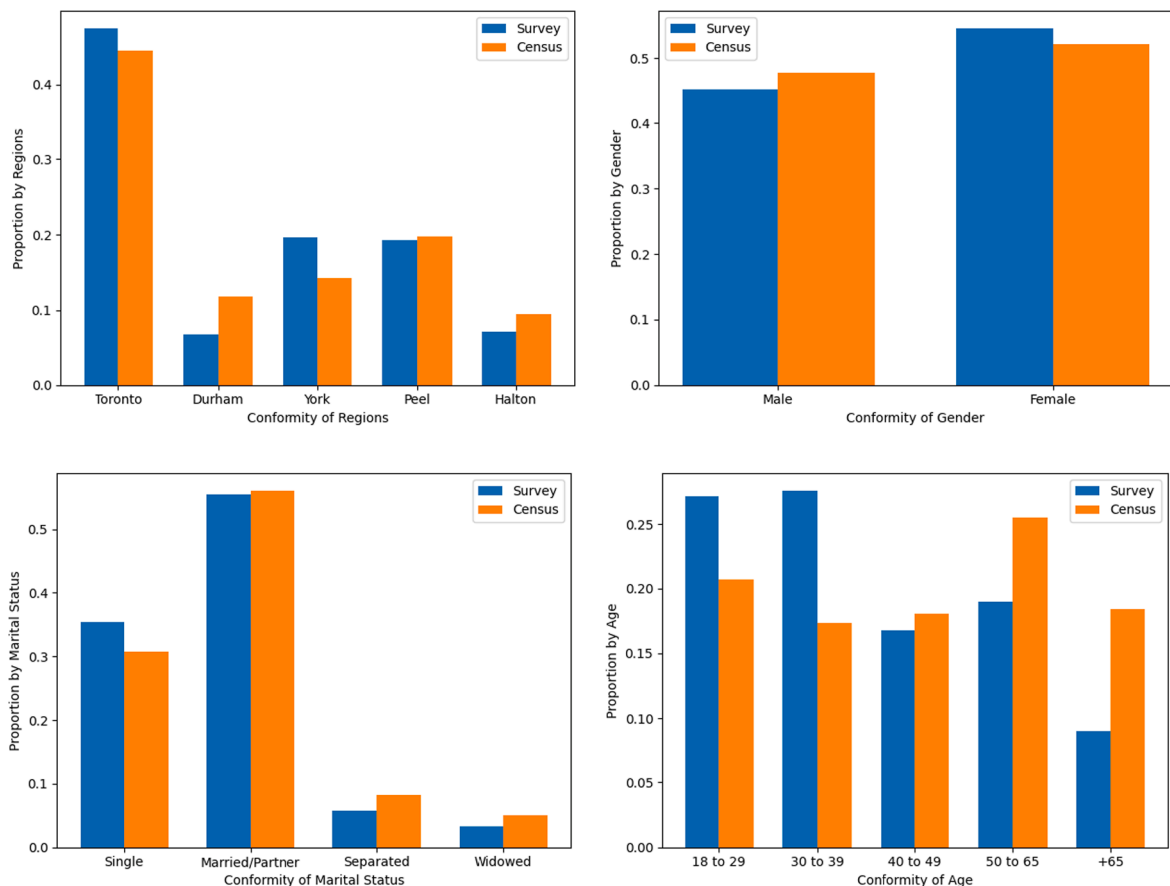 Survey
Census
Proportion by Regions
0.4
0.3
0.2
0.1
0.0
Toronto Durham York Peel Halton
Conformity of Regions
Survey
Census
Proportion by Gender
0.5
0.4
0.3
0.2
0.1
0.0
Male Female
Conformity of Gender
Survey
Census
Proportion by Marital Status
0.5
0.4
0.3
0.2
0.1
0.0
Single Married/Partner Separated Widowed
Conformity of Marital Status
Survey
Census
Proportion by Age
0.25
0.20
0.15
0.10
0.05
0.00
18 to 29 30 to 39 40 to 49 50 to 65 +65
Conformity of Age